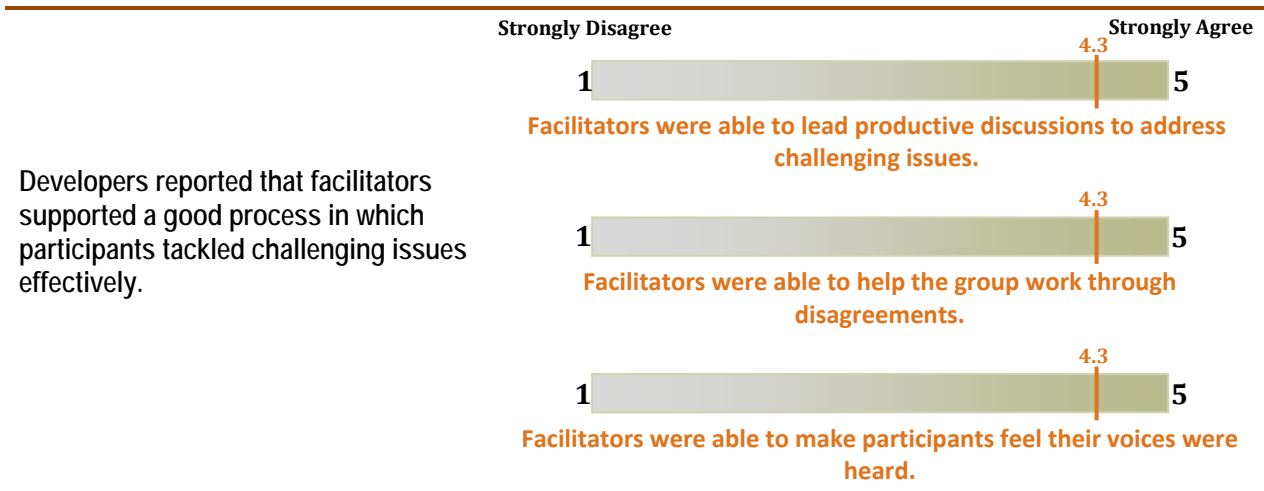 Strongly Disagree
Strongly Agree
4.3
1
5
Facilitators were able to lead productive discussions to address
challenging issues.
Developers reported that facilitators
supported a good process in which
participants tackled challenging issues
effectively.
4.3
1
5
Facilitators were able to help the group work through
disagreements.
4.3
1
5
Facilitators were able to make participants feel their voices were
heard.